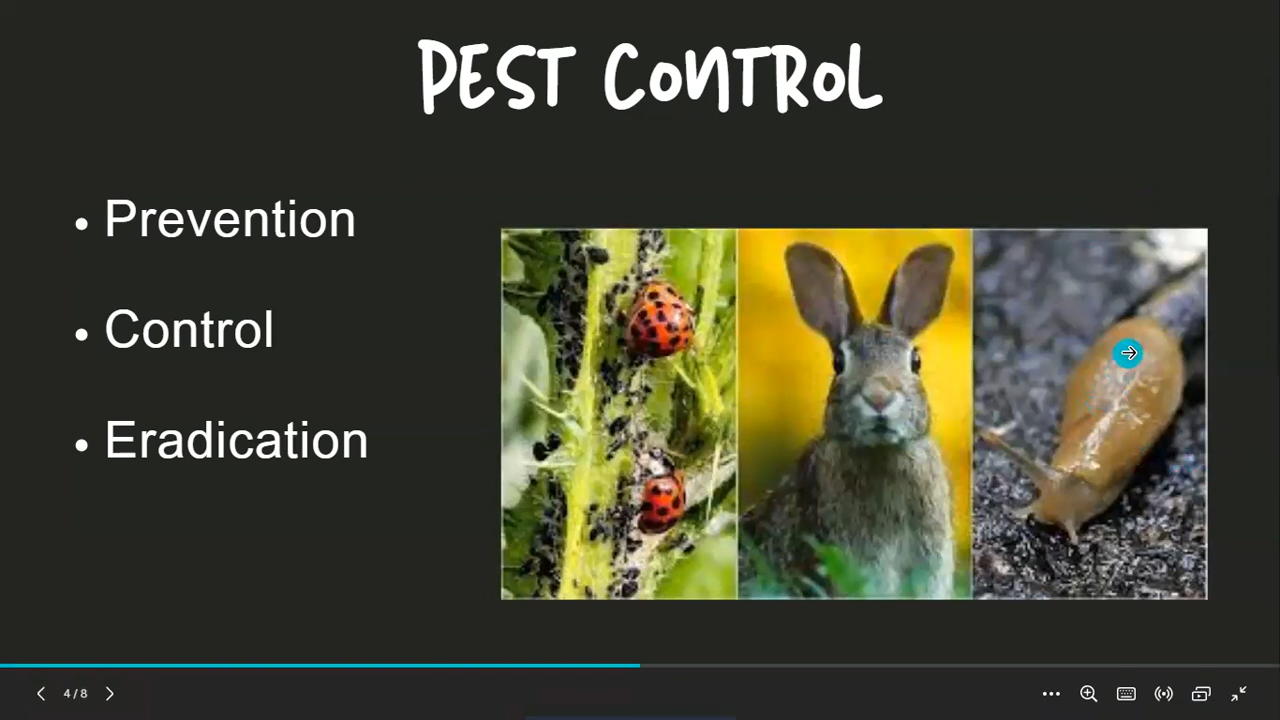 PEST CONTROL
• Prevention
• Control
• Eradication
4/8